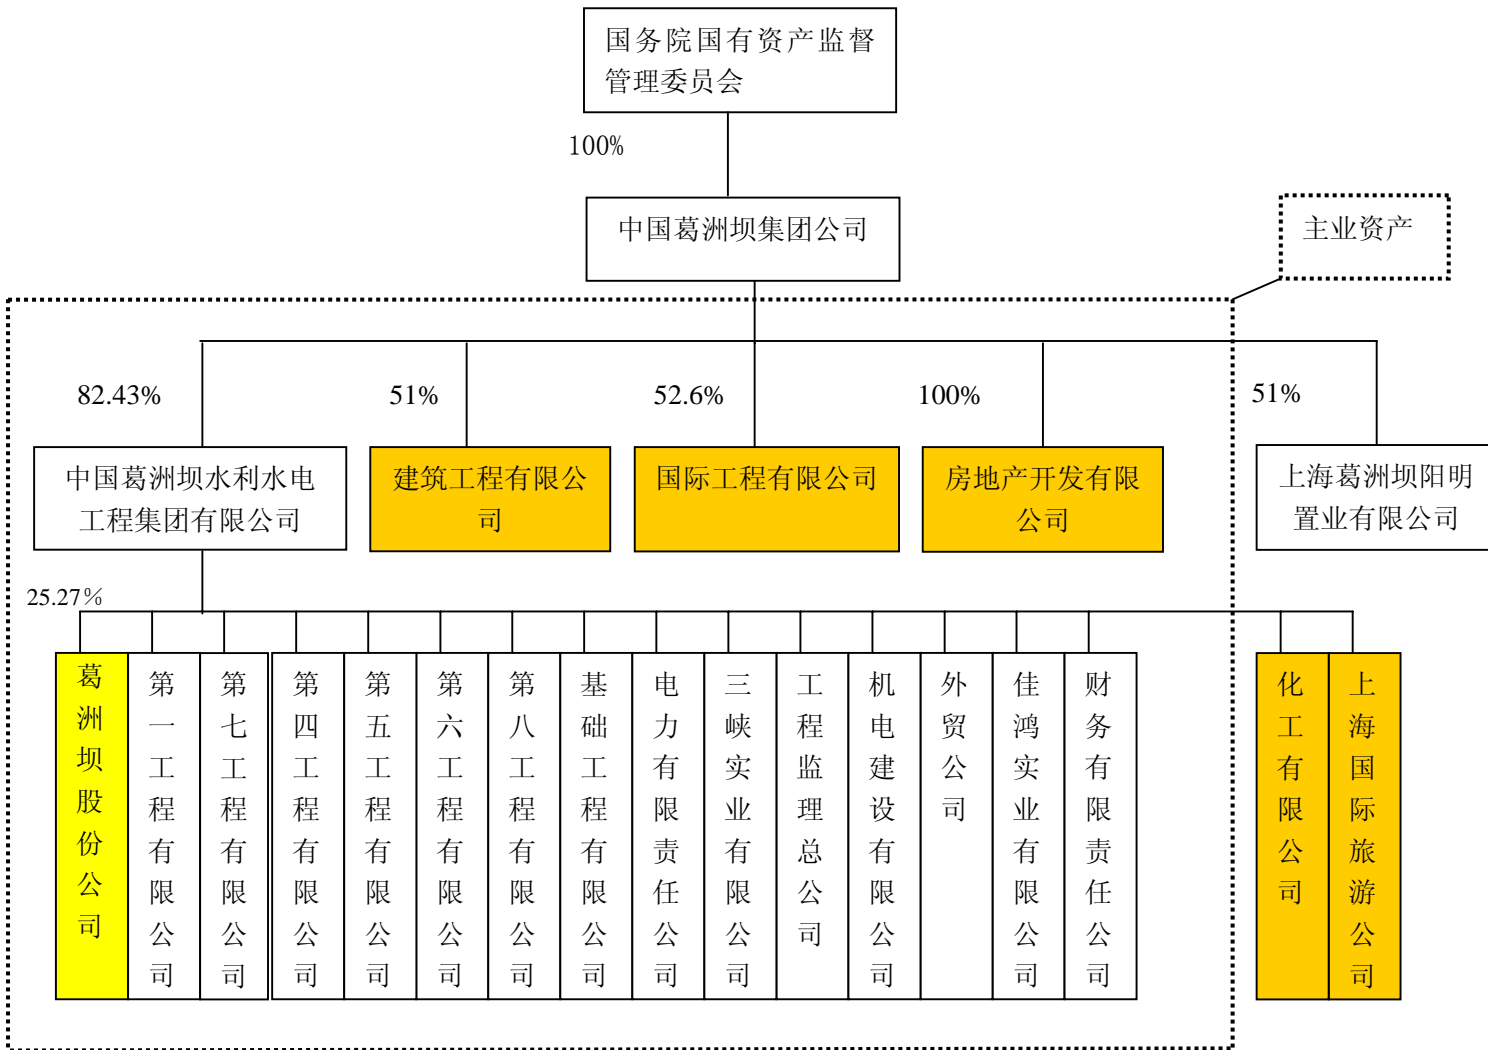 国务院国有资产监督
管理委员会
100%
中国葛洲坝集团公司
主业资产
82.43%
51%
52.6%
100%
51%
中国葛洲坝水利水电
工程集团有限公司
建筑工程有限公
司
国际工程有限公司
房地产开发有限
公司
上海葛洲坝阳明
置业有限公司
25.27%
葛洲坝股份公司
第一工程有限公司
第七工程有限公司
第四工程有限公司
第五工程有限公司
第六工程有限公司
第八工程有限公司
基础工程有限公司
电力有限责任公司
三峡实业有限公司
工程监理总公司
机电建设有限公司
外贸公司
佳鸿实业有限公司
财务有限责任公司
化工有限公司
上海国际旅游公司